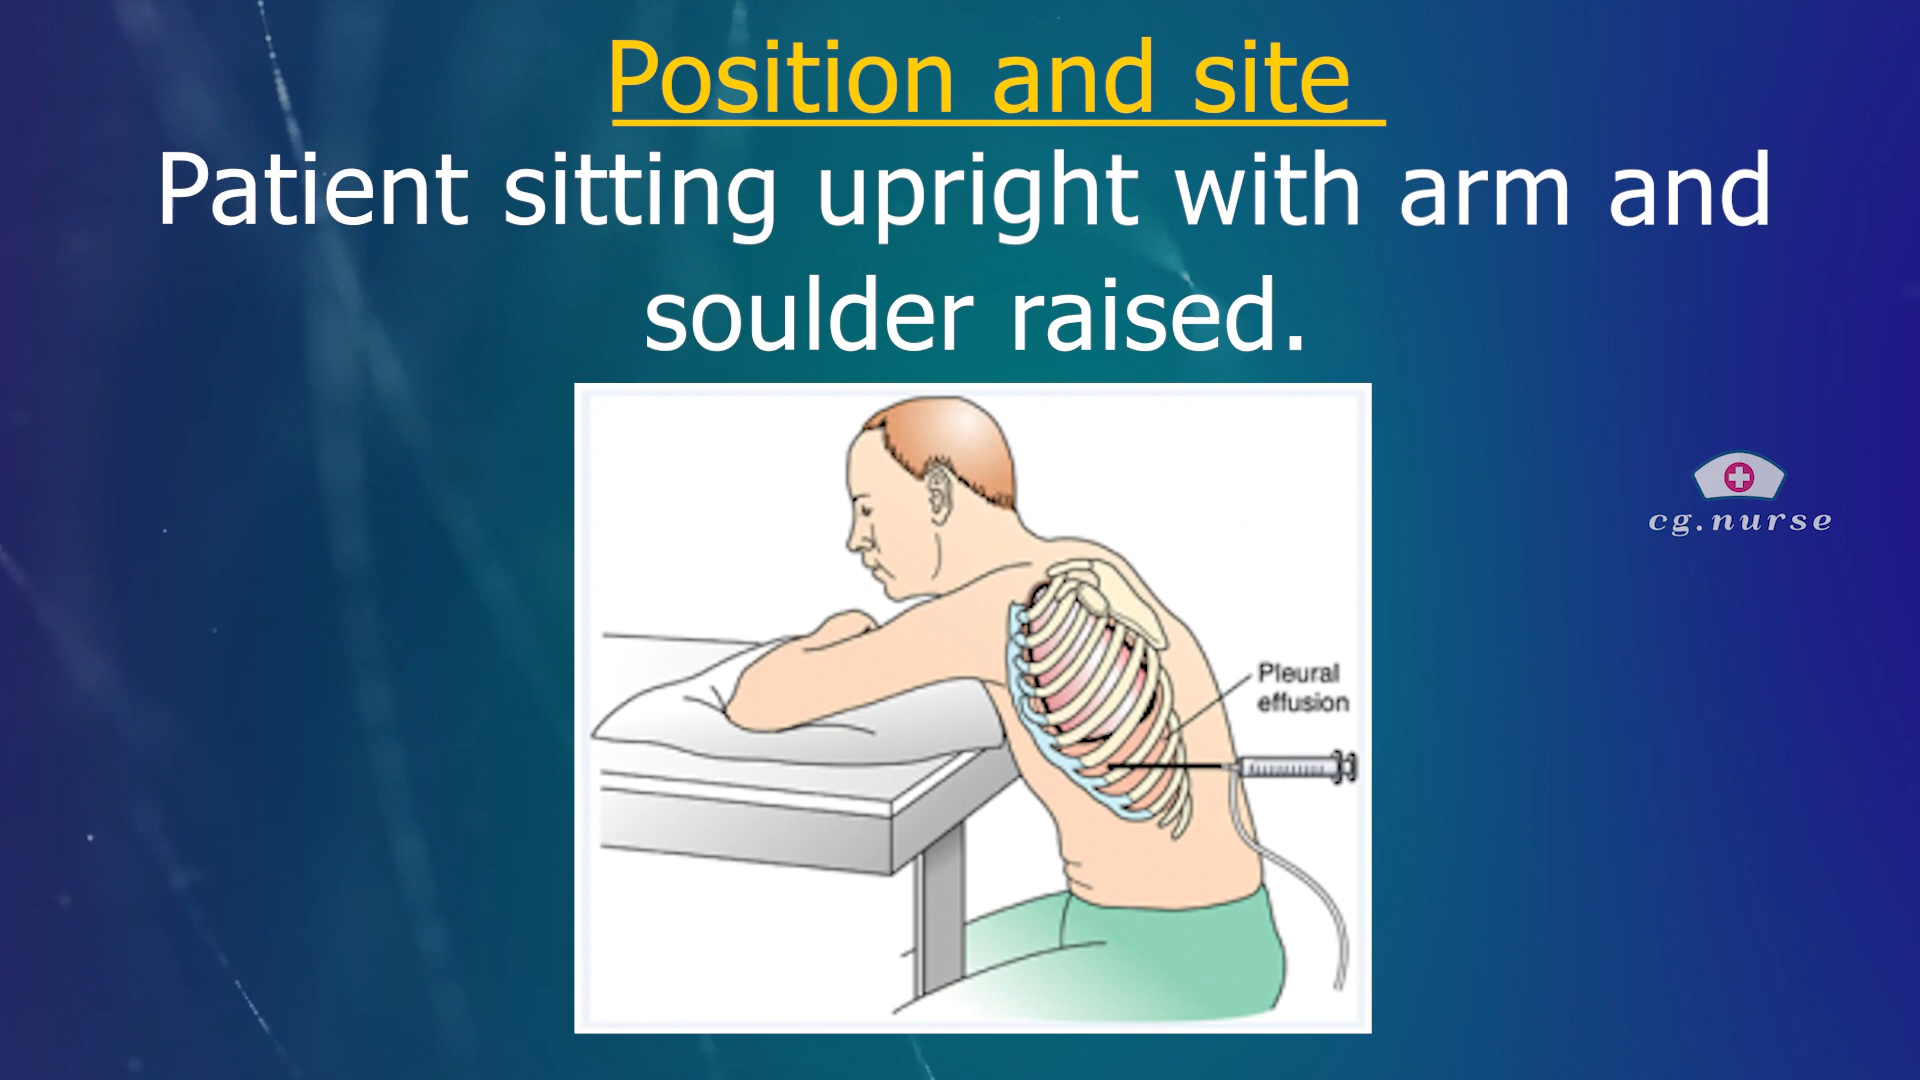 Position and site
Patient sitting upright with arm and
soulder raised.
cg.nurse
Pleural
effusion